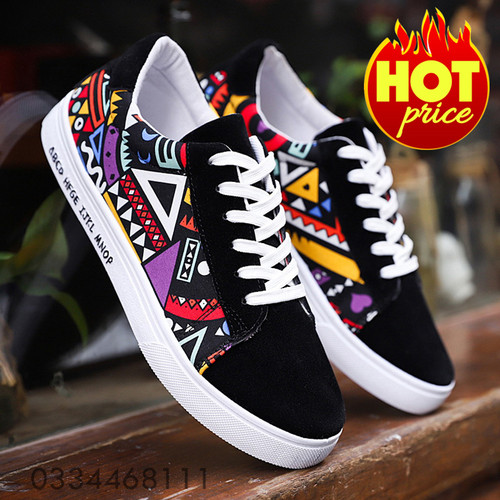 HOT
price
ABCD HFGE IJKL MNOP
0334468111